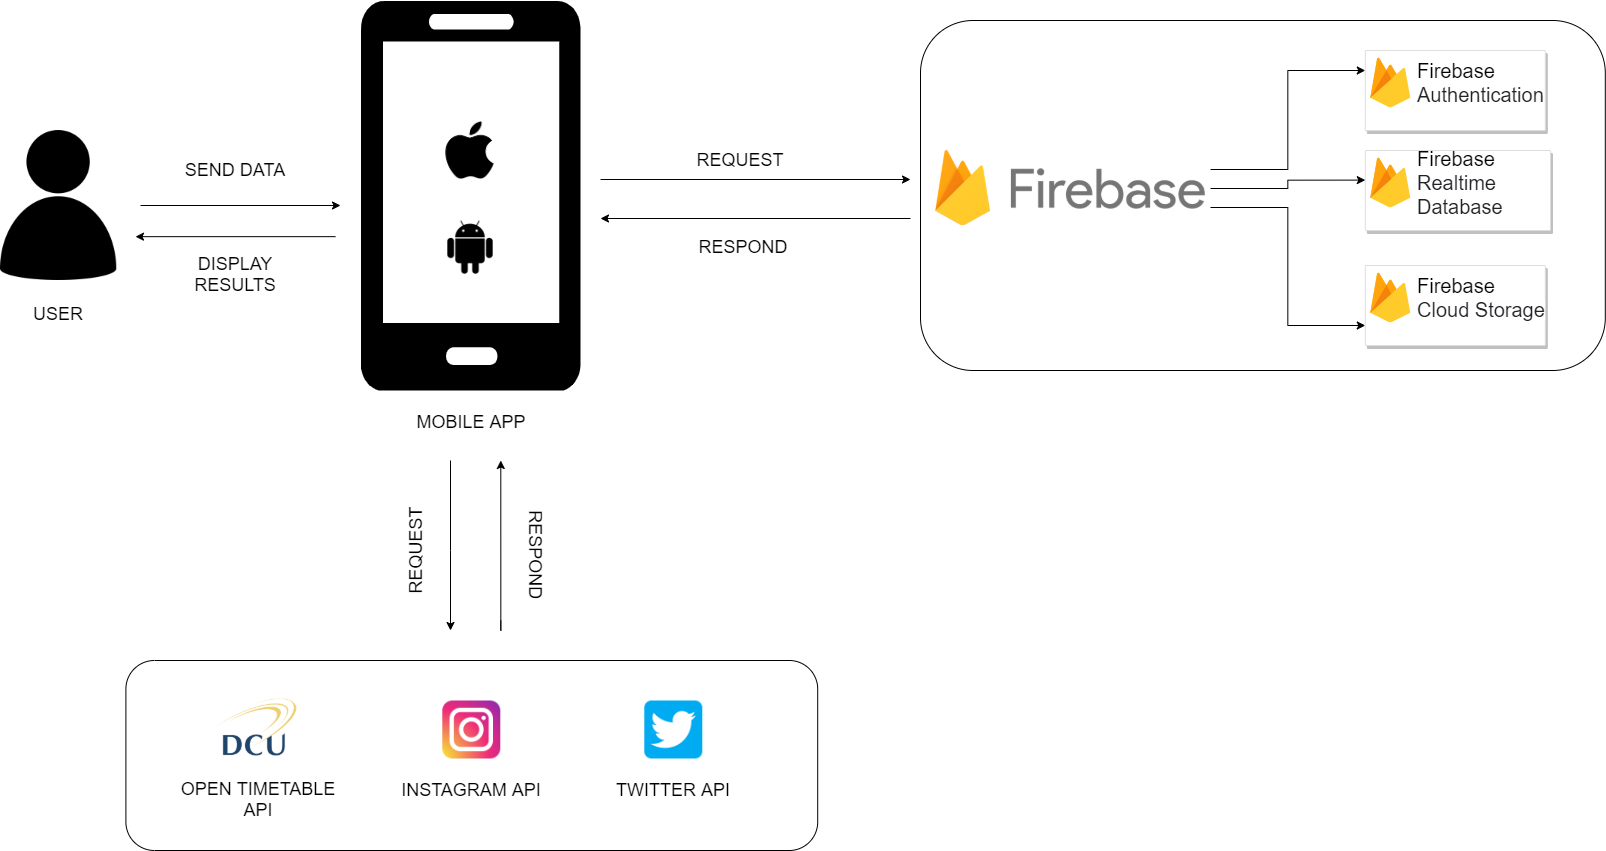 SEND DATA
DISPLAY
RESULTS
USER
MOBILE APP
REQUEST
RESPOND
Firebase
Firebase
Authentication
Firebase
Realtime
Database
Firebase
Cloud Storage
REQUEST
RESPOND
DCU
OPEN TIMETABLE
API
INSTAGRAM API
TWITTER API